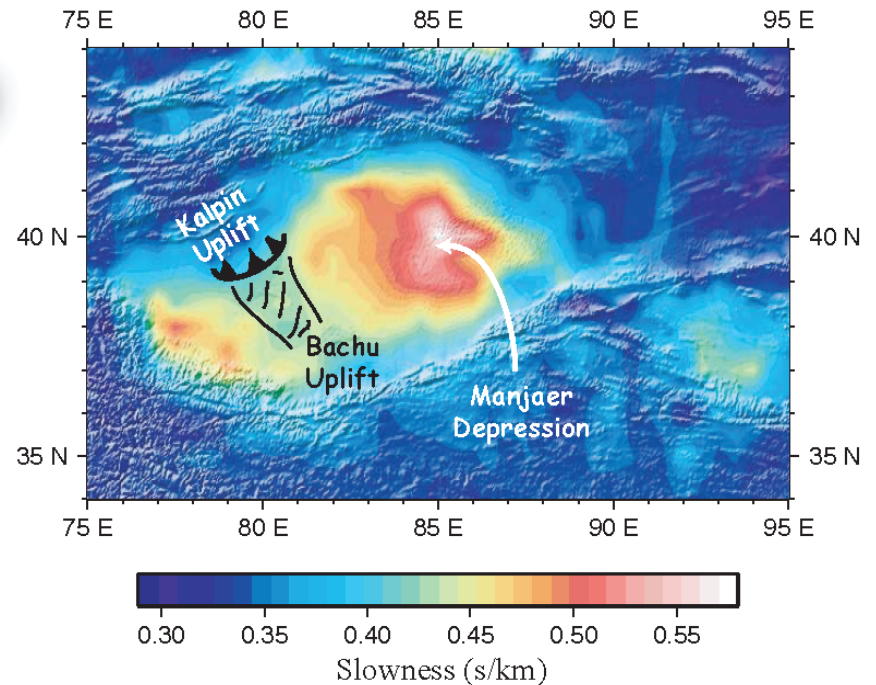 75 E 80 E 85 E 90 E 95 E
Kalpin
Uplift
40 N 40 N
Bachu
Uplift
Manjaer
Depression
35 N 35 N
75 E 80 E 85 E 90 E 95 E
0.30 0.35 0.40 0.45 0.50 0.55
Slowness (s/km)